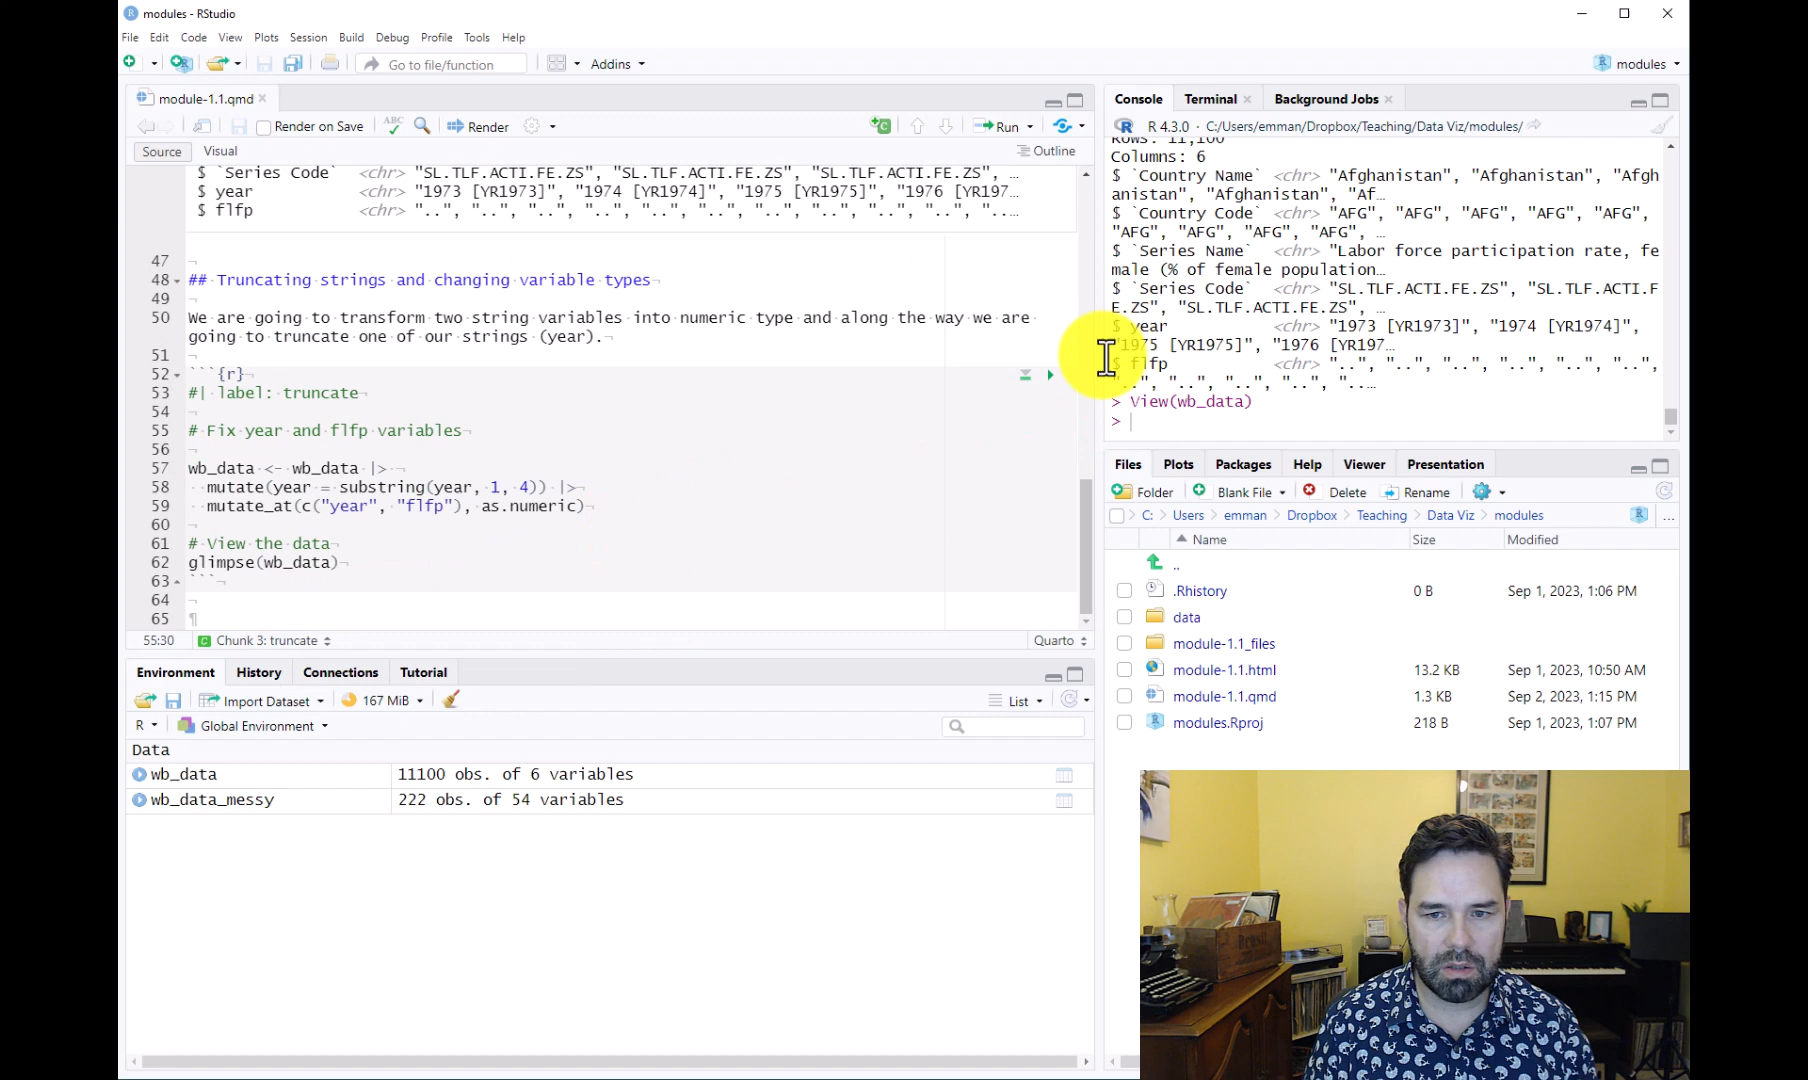 modules - RStudio
File Edit Code View Plots Session Build Debug Profile Tools Help
Go to file/function Addins modules
module-1.1.qmd
Render on Save ABC Render Run
Source Visual Outline
$ `Series Code` <chr> "SL.TLF.ACTI.FE.ZS", "SL.TLF.ACTI.FE.ZS", "SL.TLF.ACTI.FE.ZS", …
$ year <chr> "1973 [YR1973]", "1974 [YR1974]", "1975 [YR1975]", "1976 [YR197…
$ flfp <chr> "..", "..", "..", "..", "..", "..", "..", "..", "..", "..", "..…
47
48 ## Truncating strings and changing variable types
49
50 We are going to transform two string variables into numeric type and along the way we are
going to truncate one of our strings (year).
51
52 ```{r}
53 #| label: truncate
54
55 # Fix year and flfp variables
56
57 wb_data <- wb_data |>
58 mutate(year = substring(year, 1, 4)) |>
59 mutate_at(c("year", "flfp"), as.numeric)
60
61 # View the data
62 glimpse(wb_data)
63 ```
64
65
55:30 Chunk 3: truncate Quarto
Environment History Connections Tutorial
Import Dataset 167 MiB List
R Global Environment
Data
wb_data 11100 obs. of 6 variables
wb_data_messy 222 obs. of 54 variables
Console Terminal Background Jobs
R 4.3.0 · C:/Users/emman/Dropbox/Teaching/Data Viz/modules/
Rows: 11,100
Columns: 6
$ `Country Name` <chr> "Afghanistan", "Afghanistan", "Afgh
anistan", "Afghanistan", "Af…
$ `Country Code` <chr> "AFG", "AFG", "AFG", "AFG", "AFG",
"AFG", "AFG", "AFG", "AFG", …
$ `Series Name` <chr> "Labor force participation rate, fe
male (% of female population…
$ `Series Code` <chr> "SL.TLF.ACTI.FE.ZS", "SL.TLF.ACTI.F
E.ZS", "SL.TLF.ACTI.FE.ZS", …
$ year <chr> "1973 [YR1973]", "1974 [YR1974]",
"1975 [YR1975]", "1976 [YR197…
$ flfp <chr> "..", "..", "..", "..", "..",
"..", "..", "..", "..", "..…
> View(wb_data)
>
Files Plots Packages Help Viewer Presentation
Folder Blank File Delete Rename
C: Users emman Dropbox Teaching Data Viz modules ...
Name Size Modified
..
.Rhistory 0 B Sep 1, 2023, 1:06 PM
data
module-1.1_files
module-1.1.html 13.2 KB Sep 1, 2023, 10:50 AM
module-1.1.qmd 1.3 KB Sep 2, 2023, 1:15 PM
modules.Rproj 218 B Sep 1, 2023, 1:07 PM